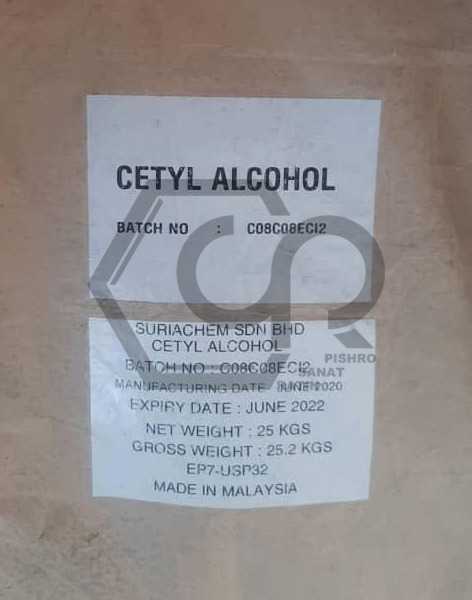 CETYL ALCOHOL
BATCH NO : C08C08ECI2
SURIACHEM SDN BHD
CETYL ALCOHOL
PISHRO
BATCH NO : C08C08ECI2
SANAT
MANUFACTURING DATE JUNE 2020
EXPIRY DATE : JUNE 2022
NET WEIGHT : 25 KGS
GROSS WEIGHT : 25.2 KGS
EP7-USP32
MADE IN MALAYSIA